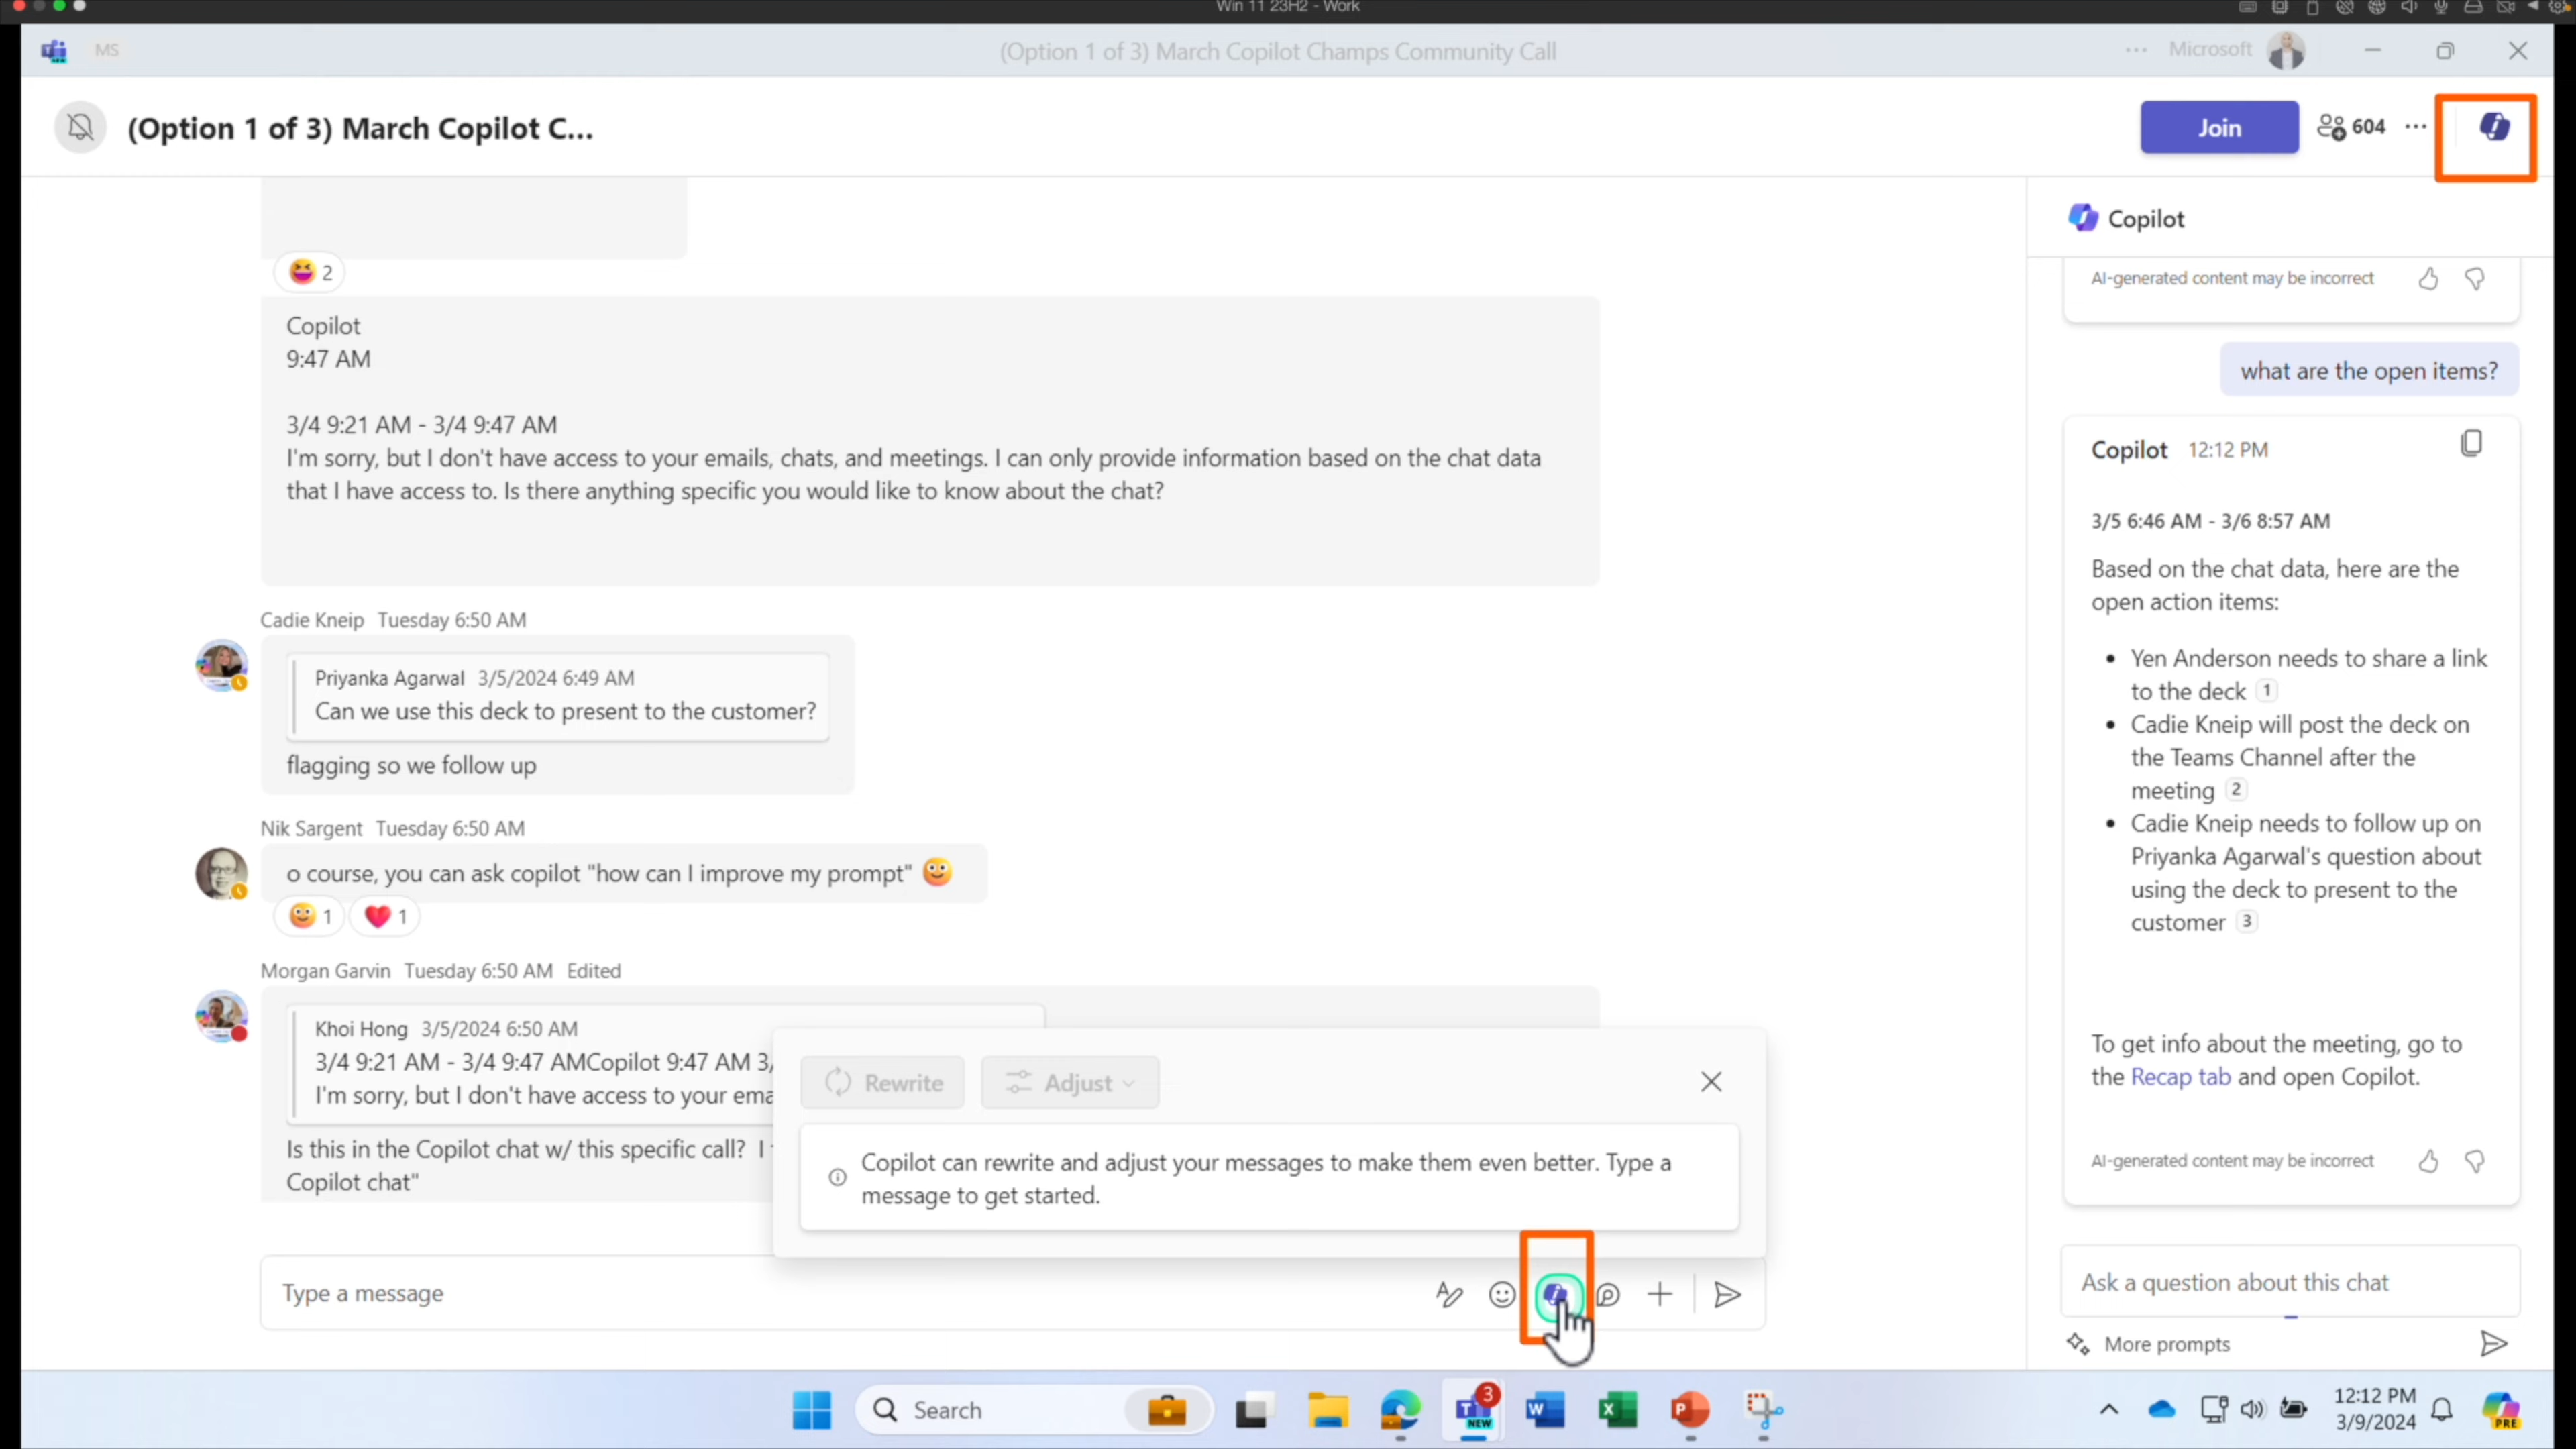 Win 11 23H2 - Work
MS
(Option 1 of 3) March Copilot Champs Community Call
Microsoft
(Option 1 of 3) March Copilot C...
Join
604
2
Copilot
9:47 AM
3/4 9:21 AM - 3/4 9:47 AM
I'm sorry, but I don't have access to your emails, chats, and meetings. I can only provide information based on the chat data
that I have access to. Is there anything specific you would like to know about the chat?
Cadie Kneip Tuesday 6:50 AM
Priyanka Agarwal 3/5/2024 6:49 AM
Can we use this deck to present to the customer?
flagging so we follow up
Nik Sargent Tuesday 6:50 AM
o course, you can ask copilot "how can I improve my prompt" 🙂
1
1
Morgan Garvin Tuesday 6:50 AM Edited
Khoi Hong 3/5/2024 6:50 AM
3/4 9:21 AM - 3/4 9:47 AMCopilot 9:47 AM 3/
I'm sorry, but I don't have access to your ema
Is this in the Copilot chat w/ this specific call? I
Copilot chat"
Rewrite
Adjust
Copilot can rewrite and adjust your messages to make them even better. Type a
message to get started.
Type a message
Copilot
AI-generated content may be incorrect
what are the open items?
Copilot 12:12 PM
3/5 6:46 AM - 3/6 8:57 AM
Based on the chat data, here are the
open action items:
• Yen Anderson needs to share a link
to the deck 1
• Cadie Kneip will post the deck on
the Teams Channel after the
meeting 2
• Cadie Kneip needs to follow up on
Priyanka Agarwal's question about
using the deck to present to the
customer 3
To get info about the meeting, go to
the Recap tab and open Copilot.
AI-generated content may be incorrect
Ask a question about this chat
More prompts
Search
3
T
NEW
W
X
P
12:12 PM
3/9/2024
PRE